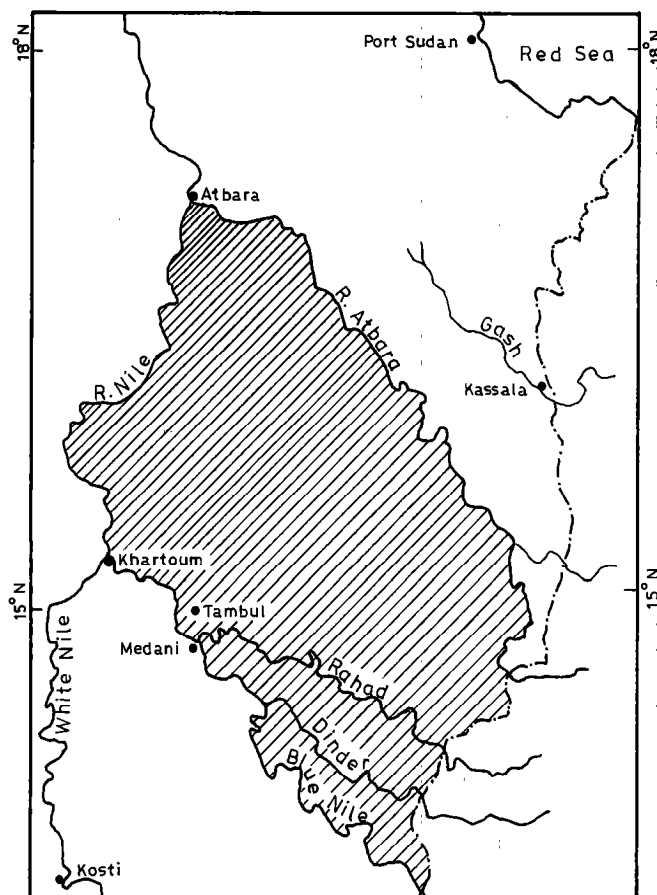 18°N
Port Sudan
Red Sea
18°N
Atbara
R. Atbara
Gash
R. Nile
Kassala
Khartoum
15°N
Tambul
15°N
Medani
White Nile
Rahad
Dinder
Blue Nile
Kosti